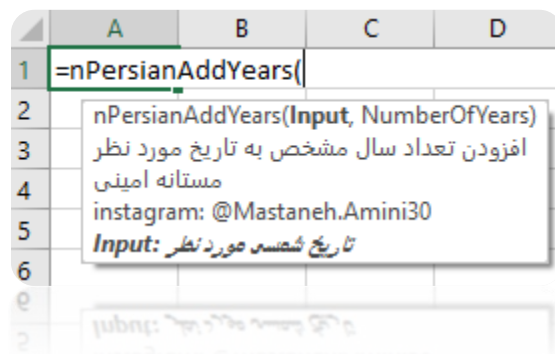 A B C D
1 =nPersianAddYears(
2 nPersianAddYears(Input, NumberOfYears)
3 افزودن تعداد سال مشخص به تاریخ مورد نظر
4 مستانه امینی
5 instagram: @Mastaneh.Amini30
Input: تاریخ شمسی مورد نظر
6